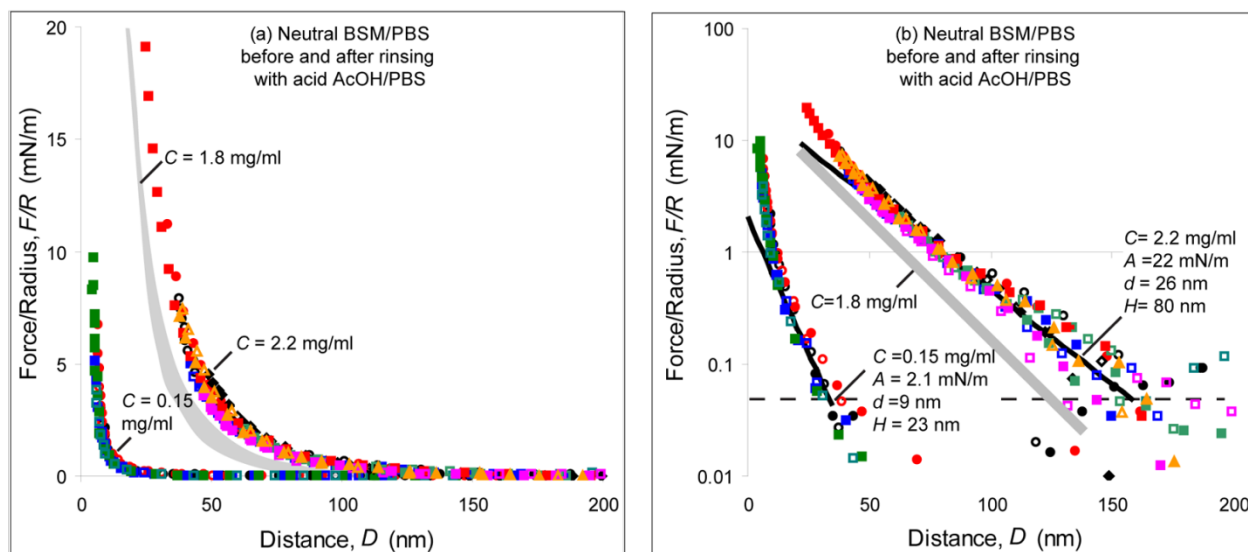 (a) Neutral BSM/PBS
before and after rinsing
with acid AcOH/PBS
20
15
10
5
0
Force/Radius, F/R (mN/m)
C = 1.8 mg/ml
C = 2.2 mg/ml
C = 0.15
mg/ml
0
50
100
150
200
Distance, D (nm)
(b) Neutral BSM/PBS
before and after rinsing
with acid AcOH/PBS
100
10
1
0.1
0.01
Force/Radius, F/R (mN/m)
C= 2.2 mg/ml
A = 22 mN/m
d = 26 nm
H = 80 nm
C=1.8 mg/ml
C =0.15 mg/ml
A = 2.1 mN/m
d =9 nm
H = 23 nm
0
50
100
150
200
Distance, D (nm)